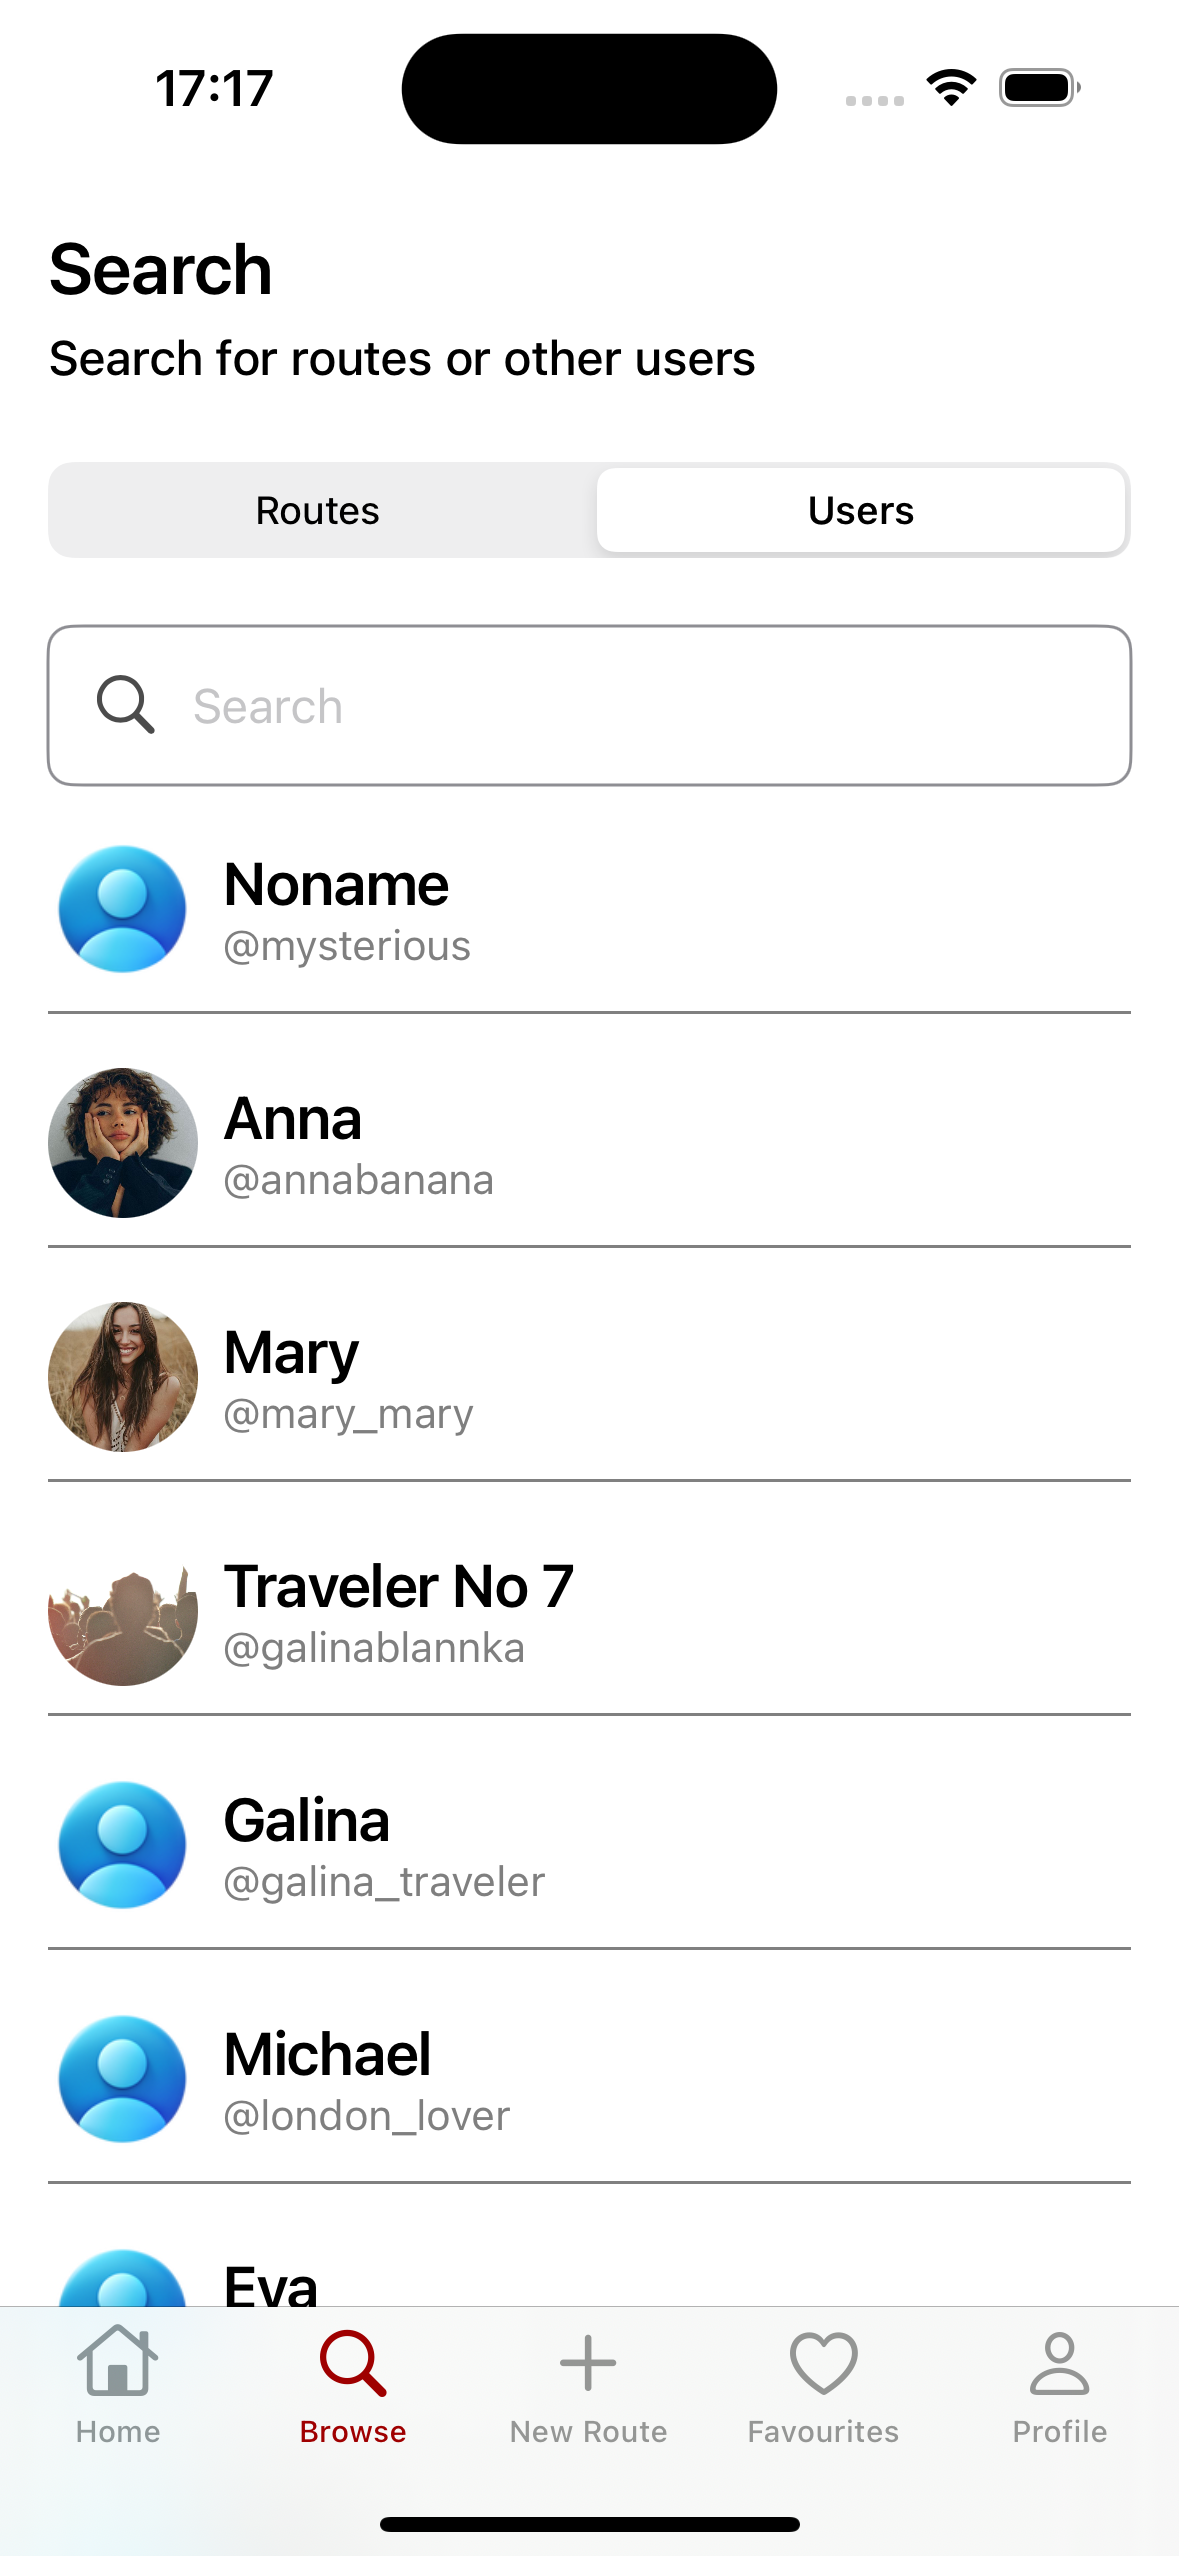 17:17
Search
Search for routes or other users
Routes
Users
Search
Noname
@mysterious
Anna
@annabanana
Mary
@mary_mary
Traveler No 7
@galinablannka
Galina
@galina_traveler
Michael
@london_lover
Eva
Home
Browse
New Route
Favourites
Profile